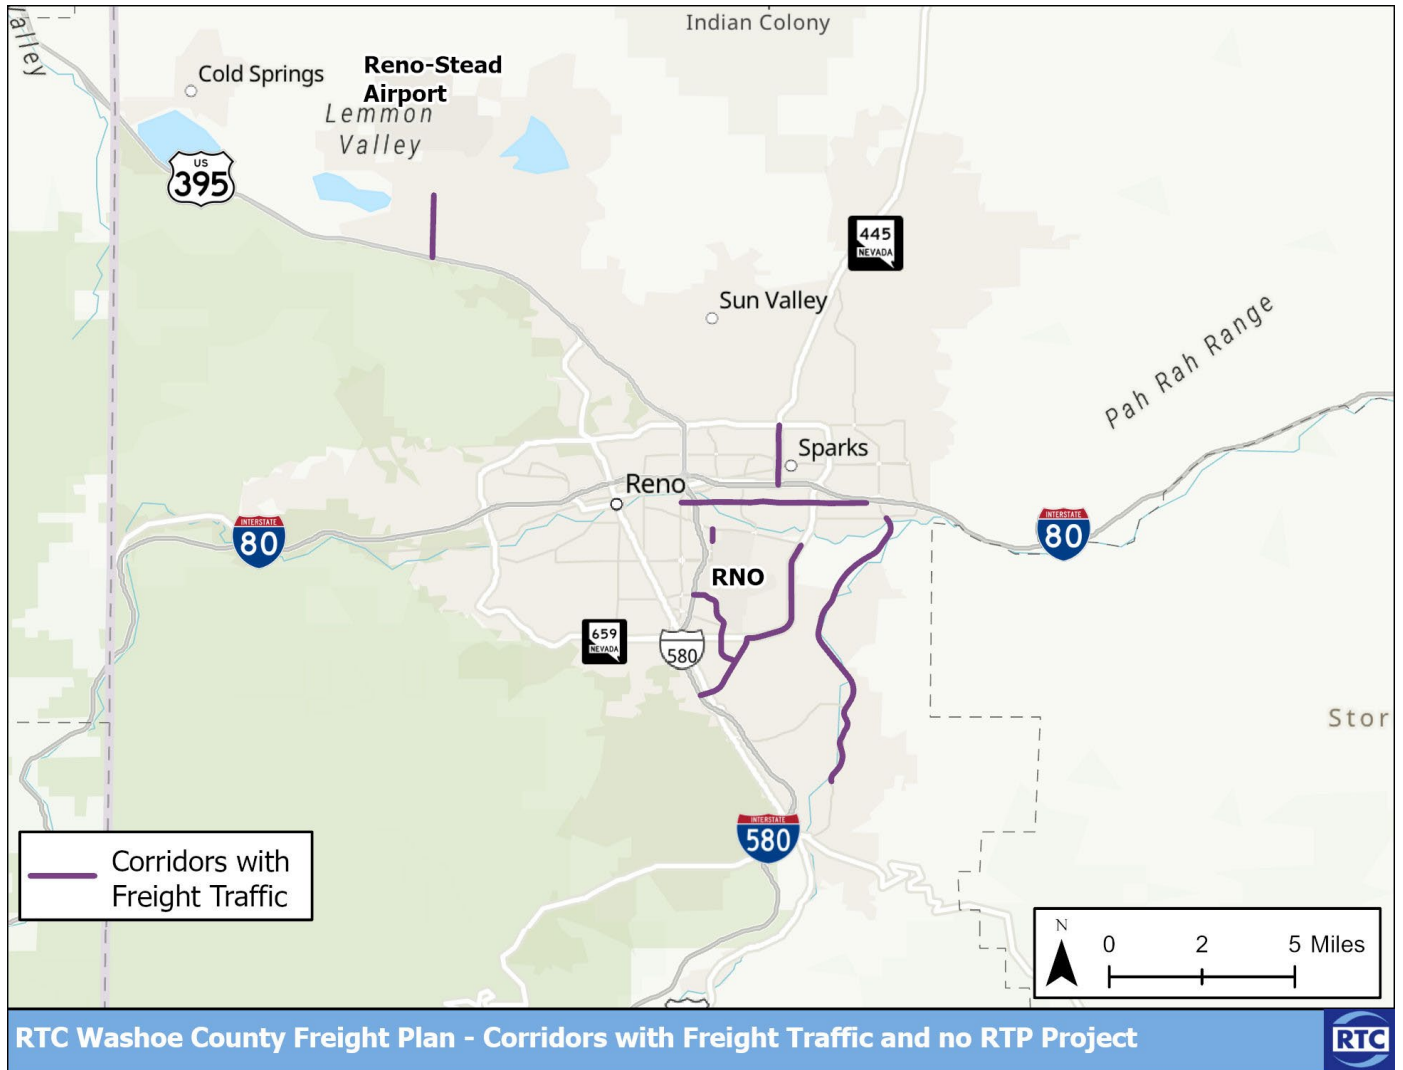 Indian Colony
alley
Cold Springs
Reno-Stead
Airport
Lemmon
Valley
US
395
445
NEVADA
Sun Valley
Pah Rah Range
Sparks
Reno
INTERSTATE
80
INTERSTATE
80
RNO
659
NEVADA
580
Stor
INTERSTATE
580
Corridors with
Freight Traffic
N
0 2 5 Miles
RTC Washoe County Freight Plan - Corridors with Freight Traffic and no RTP Project
RTC